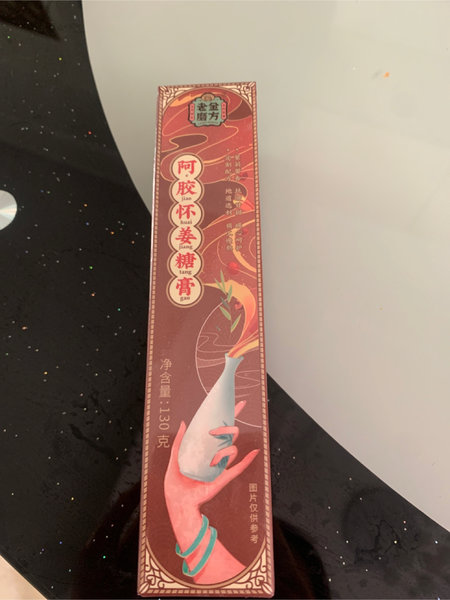 老金
磨方
阿
胶
jiao
怀
huai
姜
jiang
糖
tang
膏
gao
净含量:130克
图片仅供参考